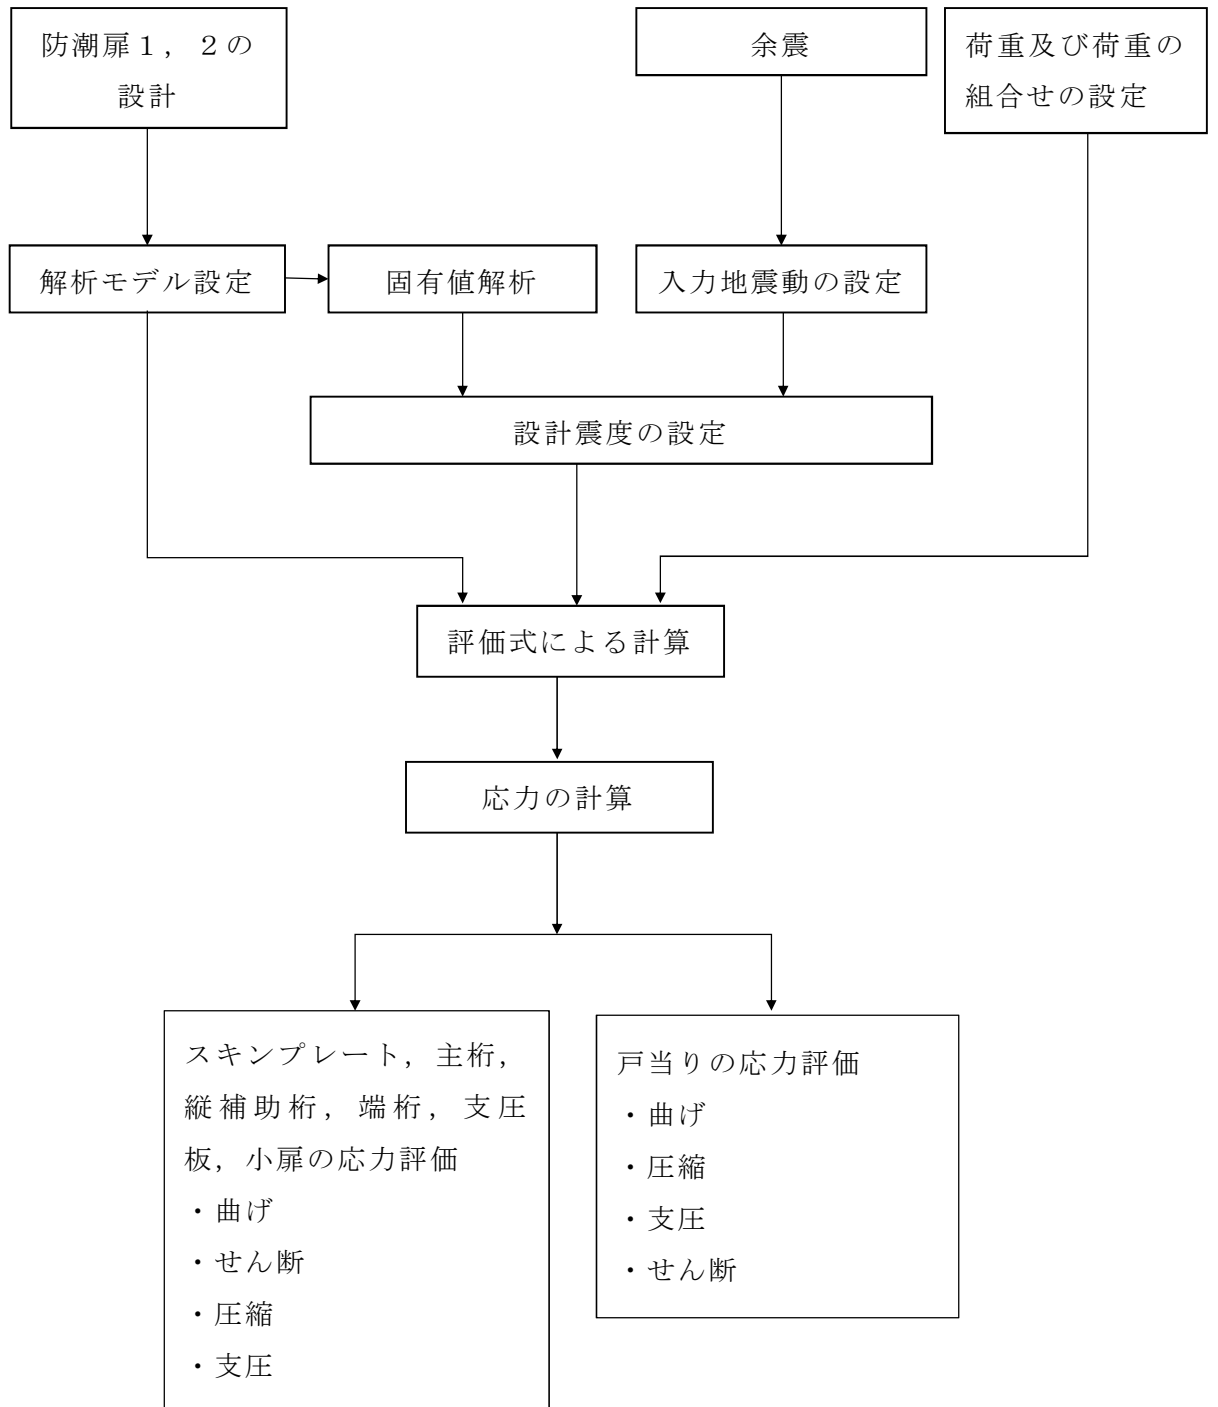 防潮扉１，２の
設計
余震
荷重及び荷重の
組合せの設定
解析モデル設定
固有値解析
入力地震動の設定
設計震度の設定
評価式による計算
応力の計算
スキンプレート，主桁，
縦補助桁，端桁，支圧
板，小扉の応力評価
・曲げ
・せん断
・圧縮
・支圧
戸当りの応力評価
・曲げ
・圧縮
・支圧
・せん断